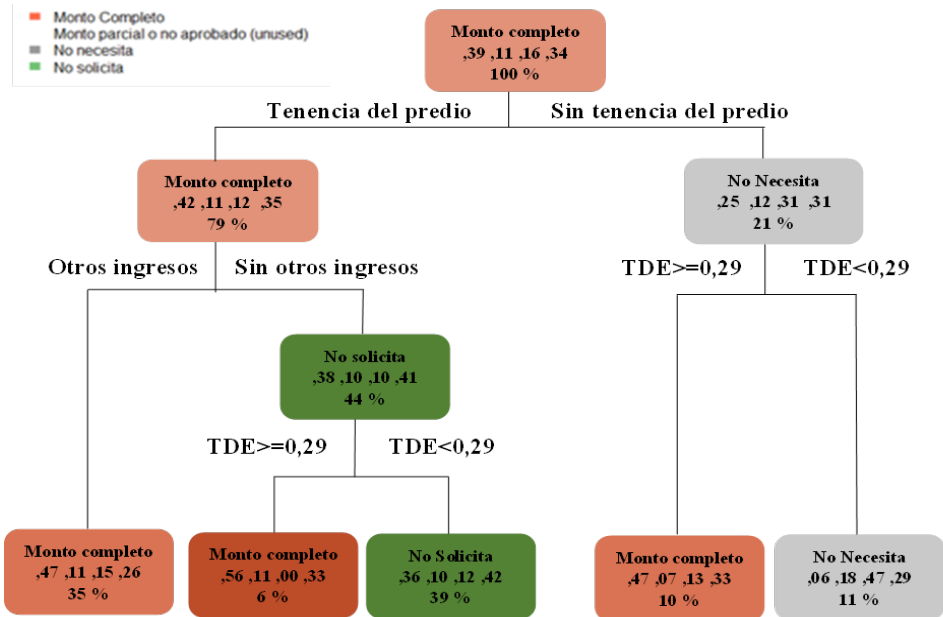 Monto Completo
Monto parcial o no aprobado (unused)
No necesita
No solicita
Monto completo
,39 ,11 ,16 ,34
100 %
Tenencia del predio
Sin tenencia del predio
Monto completo
,42 ,11 ,12 ,35
79 %
No Necesita
,25 ,12 ,31 ,31
21 %
Otros ingresos
Sin otros ingresos
TDE>=0,29
TDE<0,29
No solicita
,38 ,10 ,10 ,41
44 %
TDE>=0,29
TDE<0,29
Monto completo
,47 ,11 ,15 ,26
35 %
Monto completo
,56 ,11 ,00 ,33
6 %
No Solicita
,36 ,10 ,12 ,42
39 %
Monto completo
,47 ,07 ,13 ,33
10 %
No Necesita
,06 ,18 ,47 ,29
11 %